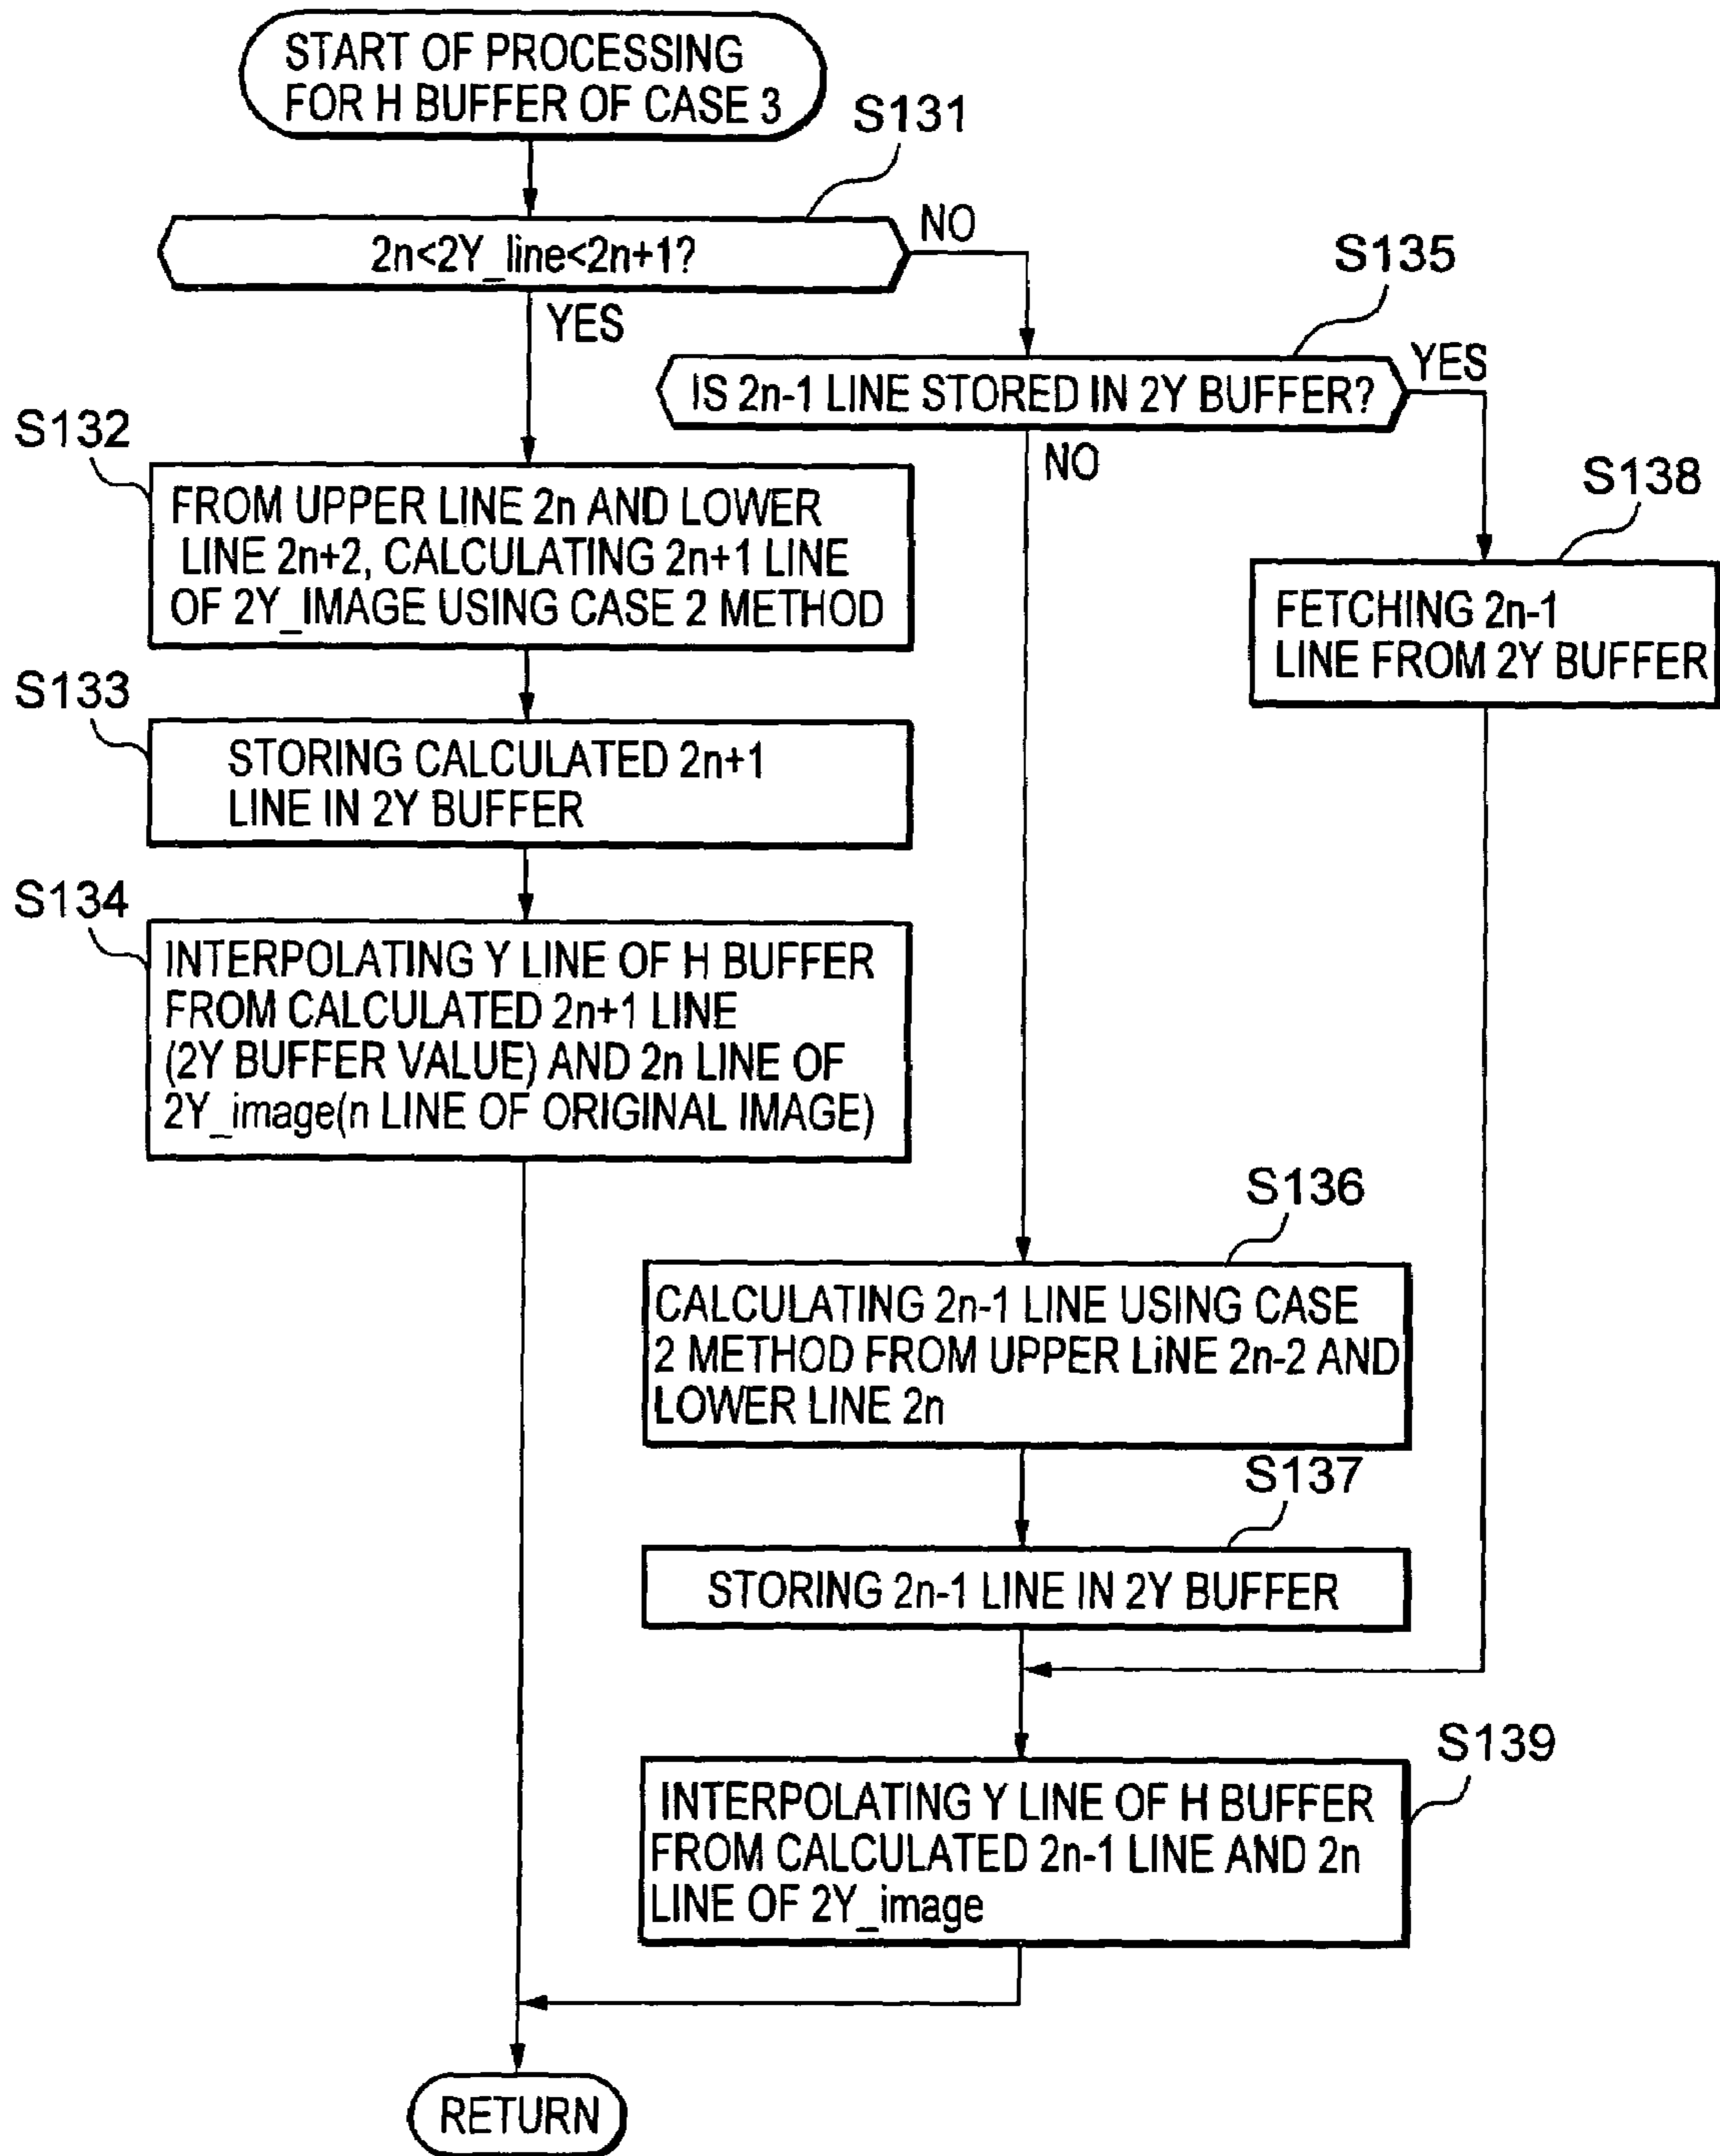 START OF PROCESSING
FOR H BUFFER OF CASE 3
S131
2n<2Y_line<2n+1?
NO
YES
S135
IS 2n-1 LINE STORED IN 2Y BUFFER?
YES
NO
S132
FROM UPPER LINE 2n AND LOWER
LINE 2n+2, CALCULATING 2n+1 LINE
OF 2Y_IMAGE USING CASE 2 METHOD
S138
FETCHING 2n-1
LINE FROM 2Y BUFFER
S133
STORING CALCULATED 2n+1
LINE IN 2Y BUFFER
S134
INTERPOLATING Y LINE OF H BUFFER
FROM CALCULATED 2n+1 LINE
(2Y BUFFER VALUE) AND 2n LINE OF
2Y_image(n LINE OF ORIGINAL IMAGE)
S136
CALCULATING 2n-1 LINE USING CASE
2 METHOD FROM UPPER LiNE 2n-2 AND
LOWER LINE 2n
S137
STORING 2n-1 LINE IN 2Y BUFFER
S139
INTERPOLATING Y LINE OF H BUFFER
FROM CALCULATED 2n-1 LINE AND 2n
LINE OF 2Y_image
RETURN